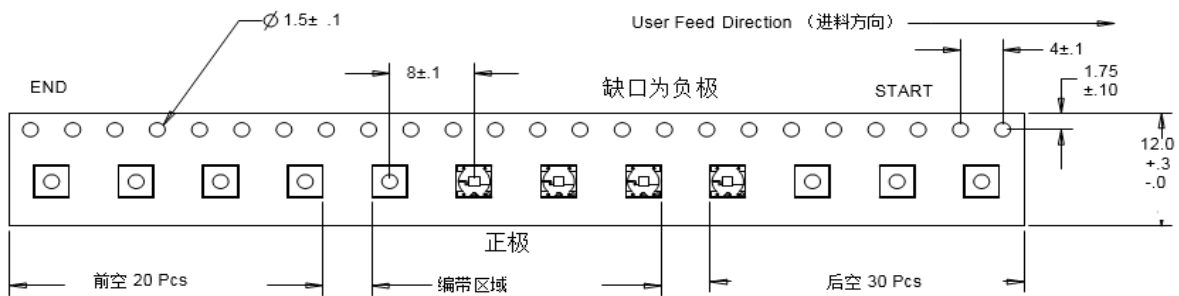 ⌀ 1.5± .1
User Feed Direction （进料方向）
4±.1
8±.1
1.75
±.10
END
缺口为负极
START
12.0
+.3
-.0
正极
前空 20 Pcs
编带区域
后空 30 Pcs